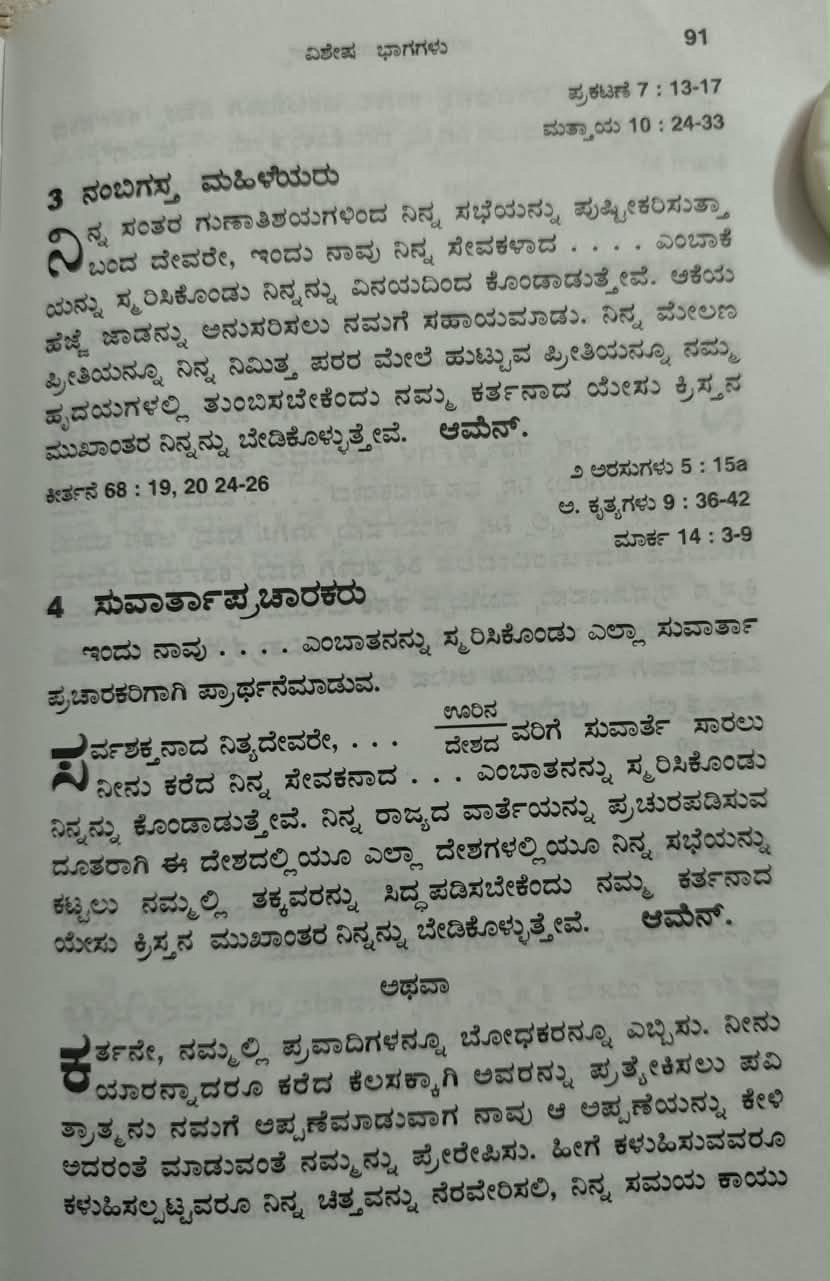 ವಿಶೇಷ ಭಾಗಗಳು 91
ಪ್ರಕಟಣೆ 7 : 13-17
ಮತ್ತಾಯ 10 : 24-33
3 ನಂಬಿಗಸ್ತ ಮಹಿಳೆಯರು
ನಿನ್ನ ಸಂತರ ಗುಣಾತಿಶಯಗಳಿಂದ ನಿನ್ನ ಸಭೆಯನ್ನು ಪುಷ್ಟೀಕರಿಸುತ್ತಾ
ಬಂದ ದೇವರೇ, ಇಂದು ನಾವು ನಿನ್ನ ಸೇವಕಳಾದ . . . . ಎಂಬಾಕೆ
ಯನ್ನು ಸ್ಮರಿಸಿಕೊಂಡು ನಿನ್ನನ್ನು ವಿನಯದಿಂದ ಕೊಂಡಾಡುತ್ತೇವೆ. ಆಕೆಯ
ಹೆಜ್ಜೆ ಜಾಡನ್ನು ಅನುಸರಿಸಲು ನಮಗೆ ಸಹಾಯಮಾಡು. ನಿನ್ನ ಮೇಲಣ
ಪ್ರೀತಿಯನ್ನೂ ನಿನ್ನ ನಿಮಿತ್ತ ಪರರ ಮೇಲೆ ಹುಟ್ಟುವ ಪ್ರೀತಿಯನ್ನೂ ನಮ್ಮ
ಹೃದಯಗಳಲ್ಲಿ ತುಂಬಿಸಬೇಕೆಂದು ನಮ್ಮ ಕರ್ತನಾದ ಯೇಸು ಕ್ರಿಸ್ತನ
ಮುಖಾಂತರ ನಿನ್ನನ್ನು ಬೇಡಿಕೊಳ್ಳುತ್ತೇವೆ. ಆಮೆನ್.
ಕೀರ್ತನೆ 68 : 19, 20 24-26
೨ ಅರಸುಗಳು 5 : 15a
ಅ. ಕೃತ್ಯಗಳು 9 : 36-42
ಮಾರ್ಕ 14 : 3-9
4 ಸುವಾರ್ತಾಪ್ರಚಾರಕರು
ಇಂದು ನಾವು . . . . ಎಂಬಾತನನ್ನು ಸ್ಮರಿಸಿಕೊಂಡು ಎಲ್ಲಾ ಸುವಾರ್ತಾ
ಪ್ರಚಾರಕರಿಗಾಗಿ ಪ್ರಾರ್ಥನೆಮಾಡುವ.
ಸರ್ವಶಕ್ತನಾದ ನಿತ್ಯದೇವರೇ, . . . ಊರಿನ/ದೇಶದ ವರಿಗೆ ಸುವಾರ್ತೆ ಸಾರಲು
ನೀನು ಕರೆದ ನಿನ್ನ ಸೇವಕನಾದ . . . ಎಂಬಾತನನ್ನು ಸ್ಮರಿಸಿಕೊಂಡು
ನಿನ್ನನ್ನು ಕೊಂಡಾಡುತ್ತೇವೆ. ನಿನ್ನ ರಾಜ್ಯದ ವಾರ್ತೆಯನ್ನು ಪ್ರಚುರಪಡಿಸುವ
ದೂತರಾಗಿ ಈ ದೇಶದಲ್ಲಿಯೂ ಎಲ್ಲಾ ದೇಶಗಳಲ್ಲಿಯೂ ನಿನ್ನ ಸಭೆಯನ್ನು
ಕಟ್ಟಲು ನಮ್ಮಲ್ಲಿ ತಕ್ಕವರನ್ನು ಸಿದ್ಧಪಡಿಸಬೇಕೆಂದು ನಮ್ಮ ಕರ್ತನಾದ
ಯೇಸು ಕ್ರಿಸ್ತನ ಮುಖಾಂತರ ನಿನ್ನನ್ನು ಬೇಡಿಕೊಳ್ಳುತ್ತೇವೆ. ಆಮೆನ್.
ಅಥವಾ
ಕರ್ತನೇ, ನಮ್ಮಲ್ಲಿ ಪ್ರವಾದಿಗಳನ್ನೂ ಬೋಧಕರನ್ನೂ ಎಬ್ಬಿಸು. ನೀನು
ಯಾರನ್ನಾದರೂ ಕರೆದ ಕೆಲಸಕ್ಕಾಗಿ ಅವರನ್ನು ಪ್ರತ್ಯೇಕಿಸಲು ಪವಿ
ತ್ರಾತ್ಮನು ನಮಗೆ ಅಪ್ಪಣೆಮಾಡುವಾಗ ನಾವು ಆ ಅಪ್ಪಣೆಯನ್ನು ಕೇಳಿ
ಅದರಂತೆ ಮಾಡುವಂತೆ ನಮ್ಮನ್ನು ಪ್ರೇರೇಪಿಸು. ಹೀಗೆ ಕಳುಹಿಸುವವರೂ
ಕಳುಹಿಸಲ್ಪಟ್ಟವರೂ ನಿನ್ನ ಚಿತ್ತವನ್ನು ನೆರವೇರಿಸಲಿ, ನಿನ್ನ ಸಮಯ ಕಾಯು